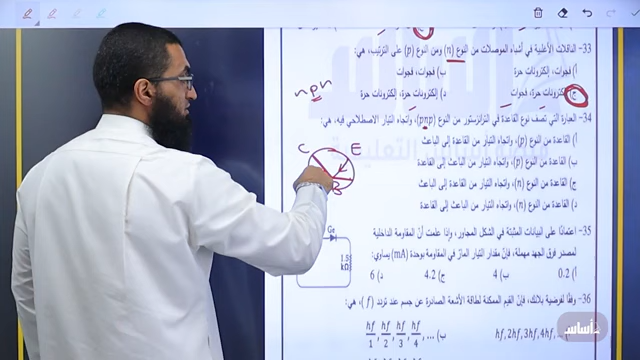 33- الناقلات الأغلبية في أشباه الموصلات من النوع (n) ومن النوع (p) على الترتيب، هي:
أ) فجوات، إلكترونات حرة
ب) فجوات، فجوات
ج) إلكترونات حرة، فجوات
د) إلكترونات حرة، إلكترونات حرة
npn
34- العبارة التي تصف نوع القاعدة في الترانزستور من النوع (pnp)، واتجاه التيار الاصطلاحي فيه، هي:
أ) القاعدة من النوع (p)، واتجاه التيار من القاعدة إلى الباعث
ب) القاعدة من النوع (p)، واتجاه التيار من الباعث إلى القاعدة
ج) القاعدة من النوع (n)، واتجاه التيار من القاعدة إلى الباعث
د) القاعدة من النوع (n)، واتجاه التيار من الباعث إلى القاعدة
C E
B
35- اعتمادًا على البيانات المثبتة في الشكل المجاور، وإذا علمت أنّ المقاومة الداخلية
لمصدر فرق الجهد مهملة، فإنّ مقدار التيار المارّ في المقاومة بوحدة (mA) يساوي:
أ) 0.2
ب) 4
ج) 4.2
د) 6
Ge
1.5
kΩ
36- وفقًا لفرضية بلانك، فإنّ القيم الممكنة لطاقة الأشعة الصادرة عن جسم عند تردد (f)، هي:
hf, 2hf, 3hf, 4hf, ...
ب) hf/1, hf/2, hf/3, hf/4, ...
أساس